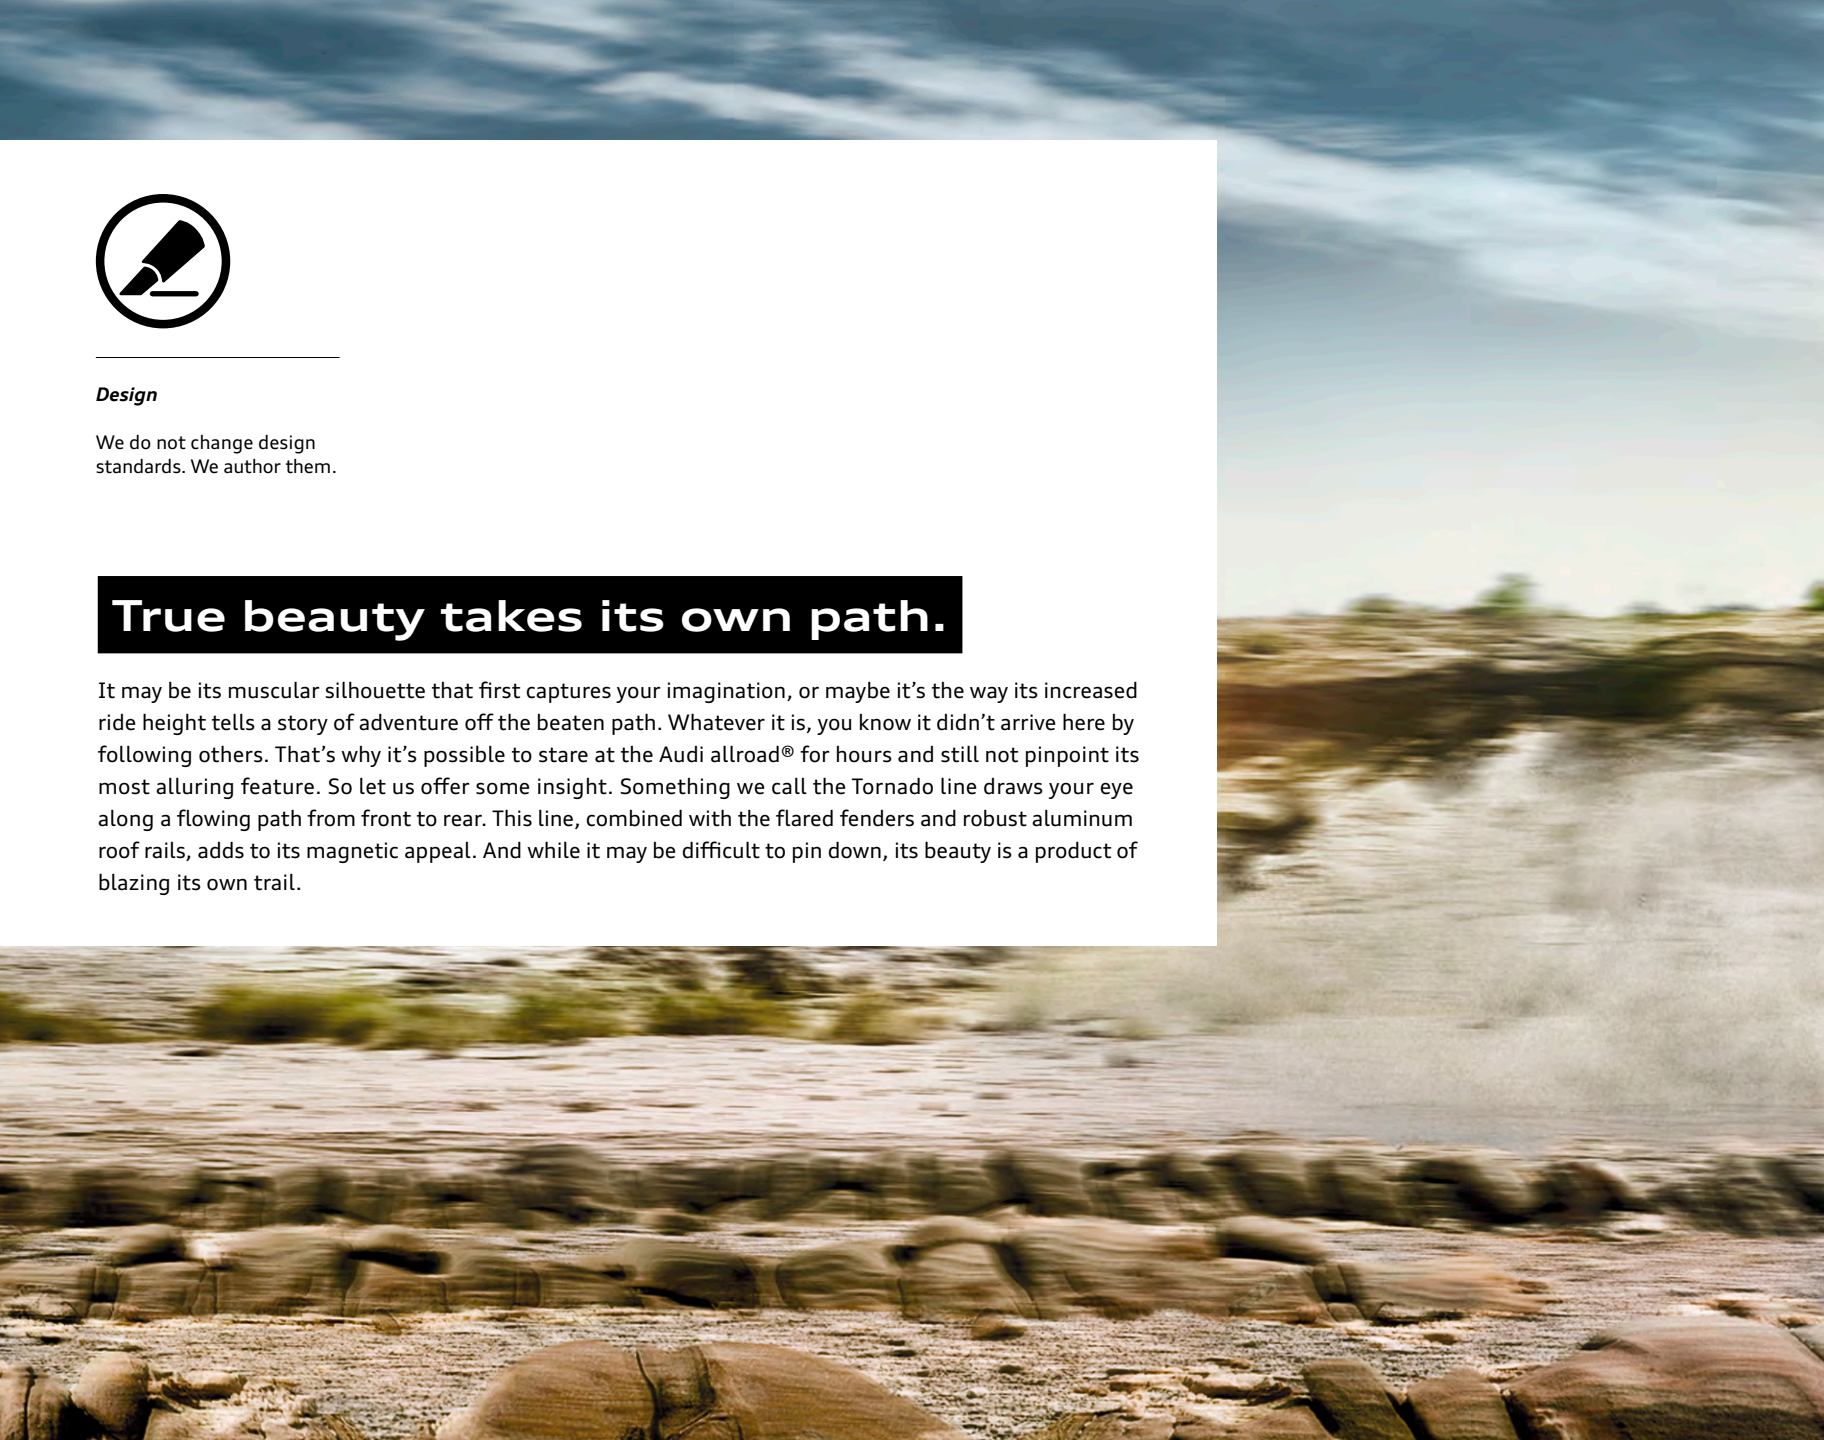 Design
We do not change design
standards. We author them.
True beauty takes its own path.
It may be its muscular silhouette that first captures your imagination, or maybe it’s the way its increased
ride height tells a story of adventure off the beaten path. Whatever it is, you know it didn’t arrive here by
following others. That’s why it’s possible to stare at the Audi allroad® for hours and still not pinpoint its
most alluring feature. So let us offer some insight. Something we call the Tornado line draws your eye
along a flowing path from front to rear. This line, combined with the flared fenders and robust aluminum
roof rails, adds to its magnetic appeal. And while it may be difficult to pin down, its beauty is a product of
blazing its own trail.